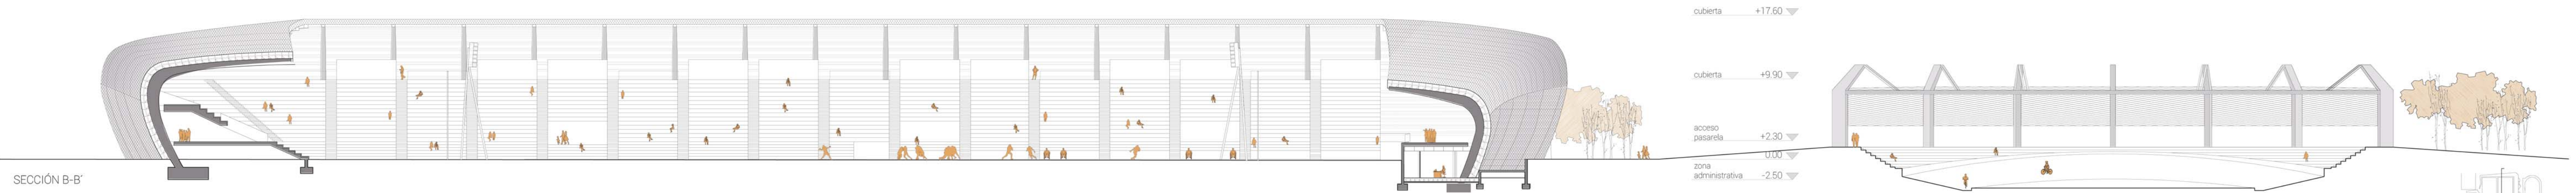 cubierta +17.60
cubierta +9.90
acceso
pasarela +2.30
0.00
zona
administrativa -2.50
SECCIÓN B-B'